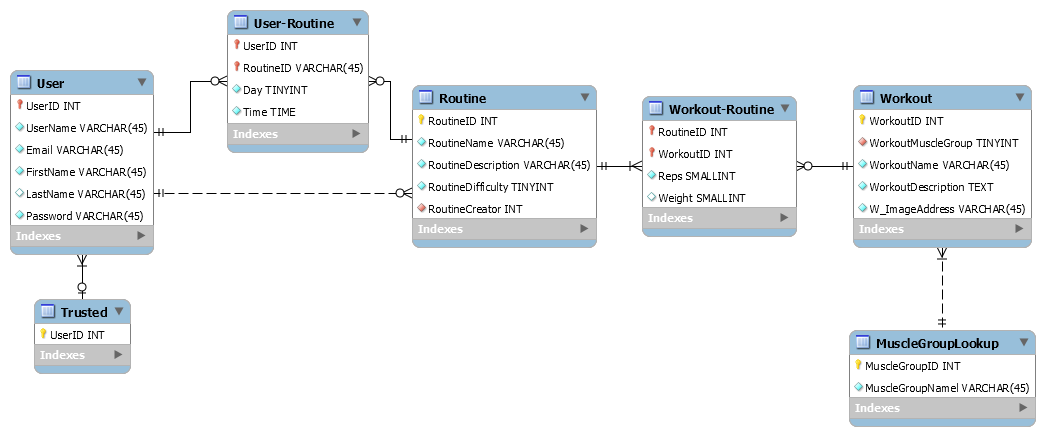 User-Routine
UserID INT
RoutineID VARCHAR(45)
Day TINYINT
Time TIME
Indexes
User
UserID INT
UserName VARCHAR(45)
Email VARCHAR(45)
FirstName VARCHAR(45)
LastName VARCHAR(45)
Password VARCHAR(45)
Indexes
Routine
RoutineID INT
RoutineName VARCHAR(45)
RoutineDescription VARCHAR(45)
RoutineDifficulty TINYINT
RoutineCreator INT
Indexes
Workout-Routine
RoutineID INT
WorkoutID INT
Reps SMALLINT
Weight SMALLINT
Indexes
Workout
WorkoutID INT
WorkoutMuscleGroup TINYINT
WorkoutName VARCHAR(45)
WorkoutDescription TEXT
W_ImageAddress VARCHAR(45)
Indexes
Trusted
UserID INT
Indexes
MuscleGroupLookup
MuscleGroupID INT
MuscleGroupNamel VARCHAR(45)
Indexes